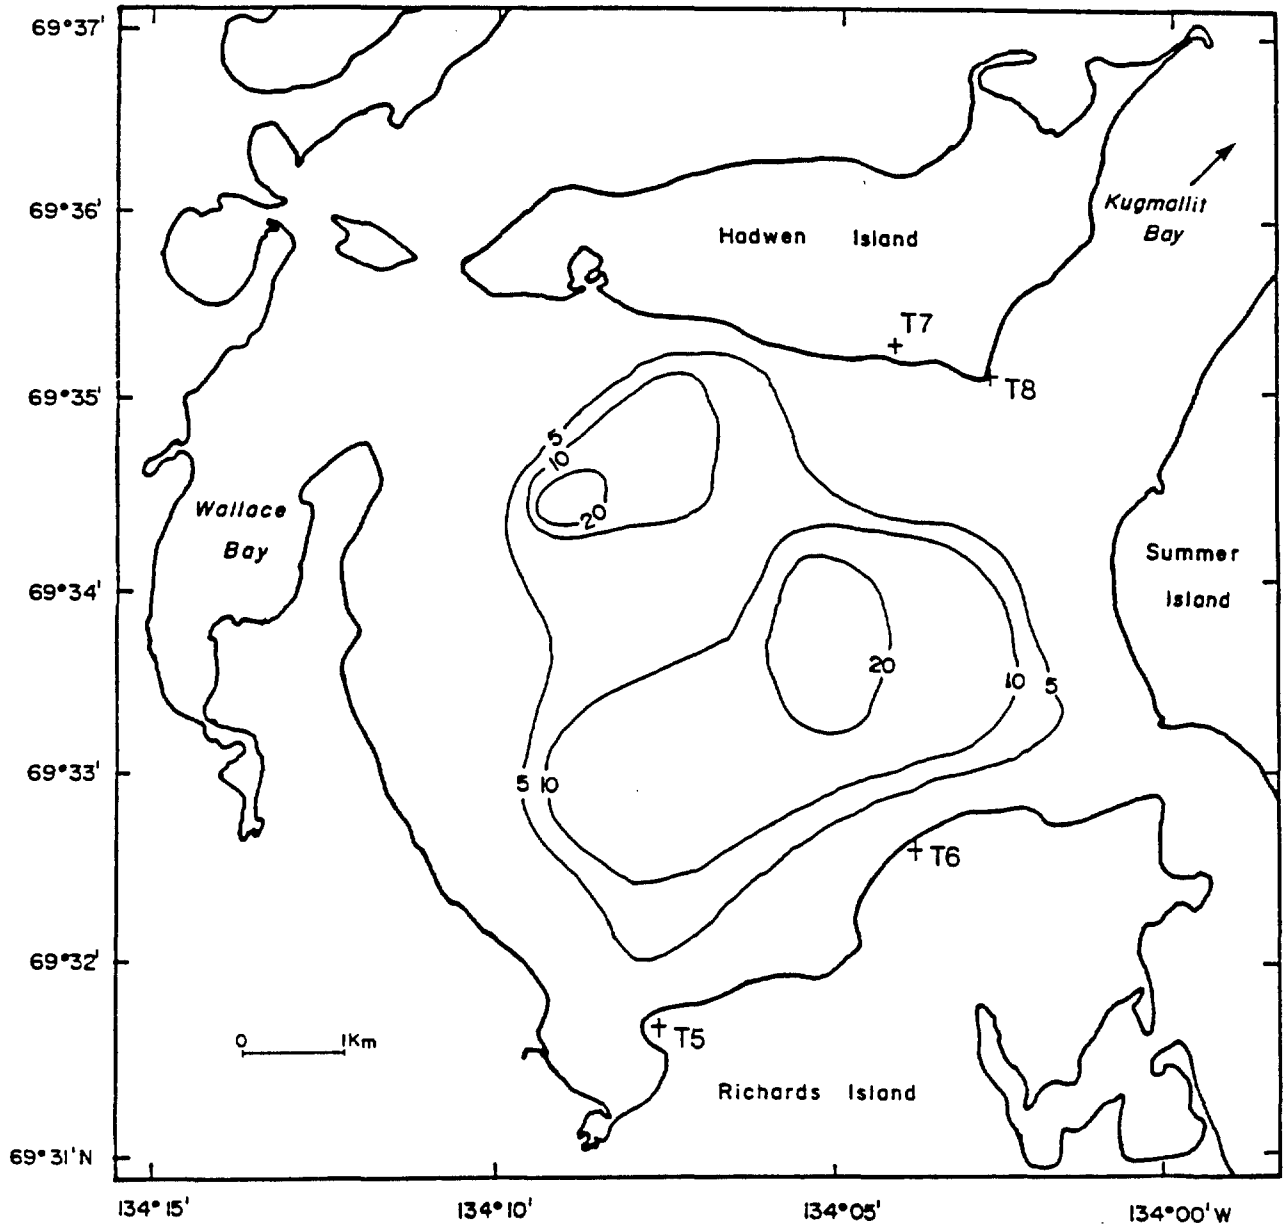 69°37'
69°36'
Hadwen Island
Kugmallit
Bay
T7
T8
69°35'
5
10
20
Wallace
Bay
Summer
Island
69°34'
20
10
5
69°33'
5
10
T6
69°32'
0
1Km
T5
Richards Island
69°31'N
134°15'
134°10'
134°05'
134°00'W